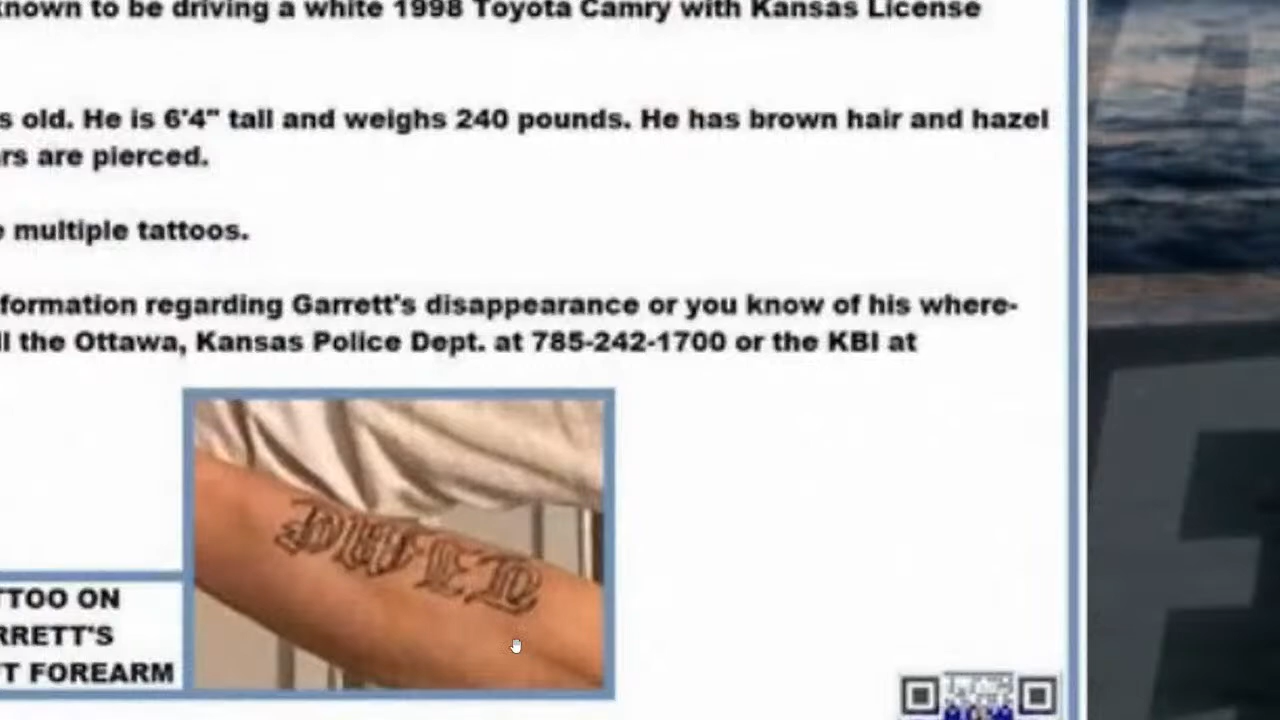 known to be driving a white 1998 Toyota Camry with Kansas License
s old. He is 6'4" tall and weighs 240 pounds. He has brown hair and hazel
rs are pierced.
multiple tattoos.
formation regarding Garrett's disappearance or you know of his where-
ll the Ottawa, Kansas Police Dept. at 785-242-1700 or the KBI at
TTOO ON
RRETT'S
T FOREARM